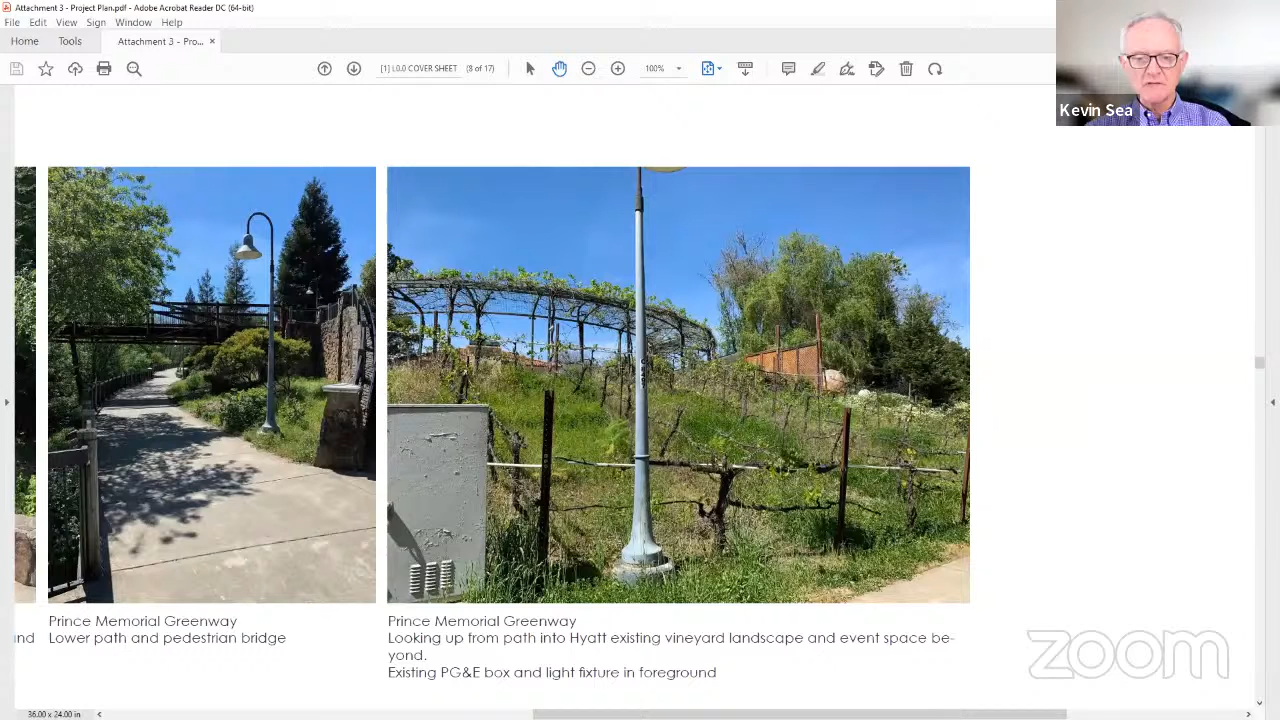 Attachment 3 - Project Plan.pdf - Adobe Acrobat Reader DC (64-bit)
File Edit View Sign Window Help
Home Tools Attachment 3 - Pro... ×
[1] L0.0 COVER SHEET of 17) 100%
Kevin Sea
and
Prince Memorial Greenway
Lower path and pedestrian bridge
Prince Memorial Greenway
Looking up from path into Hyatt existing vineyard landscape and event space be-
yond.
Existing PG&E box and light fixture in foreground
zoom
36.00 x 24.00 in